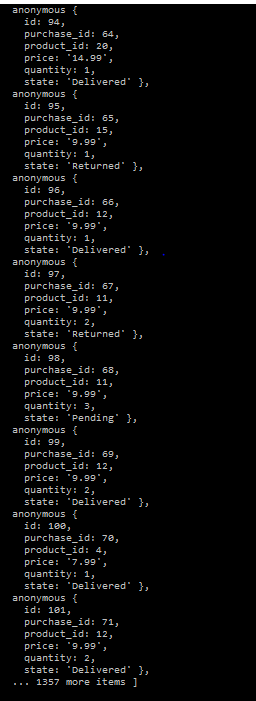 anonymous {
id: 94,
purchase_id: 64,
product_id: 20,
price: '14.99',
quantity: 1,
state: 'Delivered' },
anonymous {
id: 95,
purchase_id: 65,
product_id: 15,
price: '9.99',
quantity: 1,
state: 'Returned' },
anonymous {
id: 96,
purchase_id: 66,
product_id: 12,
price: '9.99',
quantity: 1,
state: 'Delivered' },
anonymous {
id: 97,
purchase_id: 67,
product_id: 11,
price: '9.99',
quantity: 2,
state: 'Returned' },
anonymous {
id: 98,
purchase_id: 68,
product_id: 11,
price: '9.99',
quantity: 3,
state: 'Pending' },
anonymous {
id: 99,
purchase_id: 69,
product_id: 12,
price: '9.99',
quantity: 2,
state: 'Delivered' },
anonymous {
id: 100,
purchase_id: 70,
product_id: 4,
price: '7.99',
quantity: 1,
state: 'Delivered' },
anonymous {
id: 101,
purchase_id: 71,
product_id: 12,
price: '9.99',
quantity: 2,
state: 'Delivered' },
... 1357 more items ]